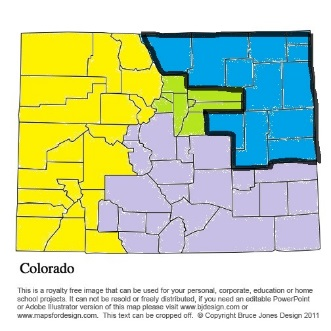 Colorado
This is a royalty free image that can be used for your personal, corporate, education or home
school projects. It can not be resold or freely distributed, if you need an editable PowerPoint
or Adobe Illustrator version of this map please visit www.bjdesign.com or
www.mapsfordesign.com. This text can be cropped off. © Copyright Bruce Jones Design 2011